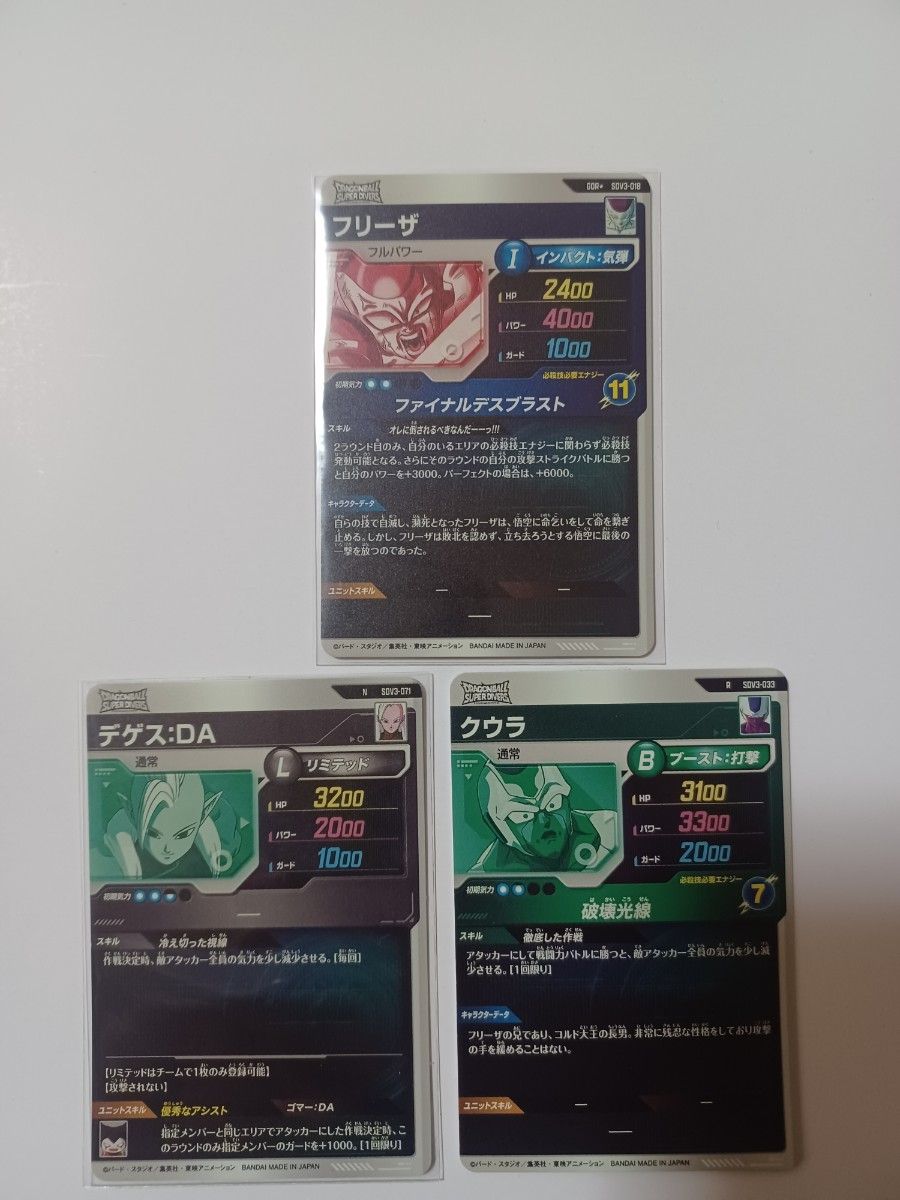 DRAGONBALL
SUPER DIVERS
GDR★ SDV3-018
フリーザ
フルパワー
I インパクト:気弾
HP 2400
パワー 4000
ガード 1000
必殺技必要エナジー
11
初期気力
ファイナルデスブラスト
スキル オレに倒されるべきなんだーーっ!!!
2ラウンド目のみ、自分のいるエリアの必殺技エナジーに関わらず必殺技
発動可能となる。さらにそのラウンドの自分の攻撃ストライクバトルに勝つ
と自分のパワーを+3000。パーフェクトの場合は、+6000。
キャラクターデータ
自らの技で自滅し、瀕死となったフリーザは、悟空に命乞いをして命を繋ぎ
止める。しかし、フリーザは敗北を認めず、立ち去ろうとする悟空に最後の
一撃を放つのであった。
ユニットスキル ― ―
―
©バード・スタジオ/集英社・東映アニメーション BANDAI MADE IN JAPAN
DRAGONBALL
SUPER DIVERS
N SDV3-071
デゲス:DA
通常
L リミテッド
HP 3200
パワー 2000
ガード 1000
初期気力
―
スキル 冷え切った視線
作戦決定時、敵アタッカー全員の気力を少し減少させる。[毎回]
[リミテッドはチームで1枚のみ登録可能]
[攻撃されない]
ユニットスキル 優秀なアシスト ゴマー:DA
指定メンバーと同じエリアでアタッカーにした作戦決定時、こ
のラウンドのみ指定メンバーのガードを+1000。[1回限り]
©バード・スタジオ/集英社・東映アニメーション BANDAI MADE IN JAPAN
DRAGONBALL
SUPER DIVERS
R SDV3-033
クウラ
通常
B ブースト:打撃
HP 3100
パワー 3300
ガード 2000
必殺技必要エナジー
7
初期気力
破壊光線
スキル 徹底した作戦
アタッカーにして戦闘力バトルに勝つと、敵アタッカー全員の気力を少し減
少させる。[1回限り]
キャラクターデータ
フリーザの兄であり、コルド大王の長男。非常に残忍な性格をしており攻撃
の手を緩めることはない。
ユニットスキル ― ―
―
©バード・スタジオ/集英社・東映アニメーション BANDAI MADE IN JAPAN